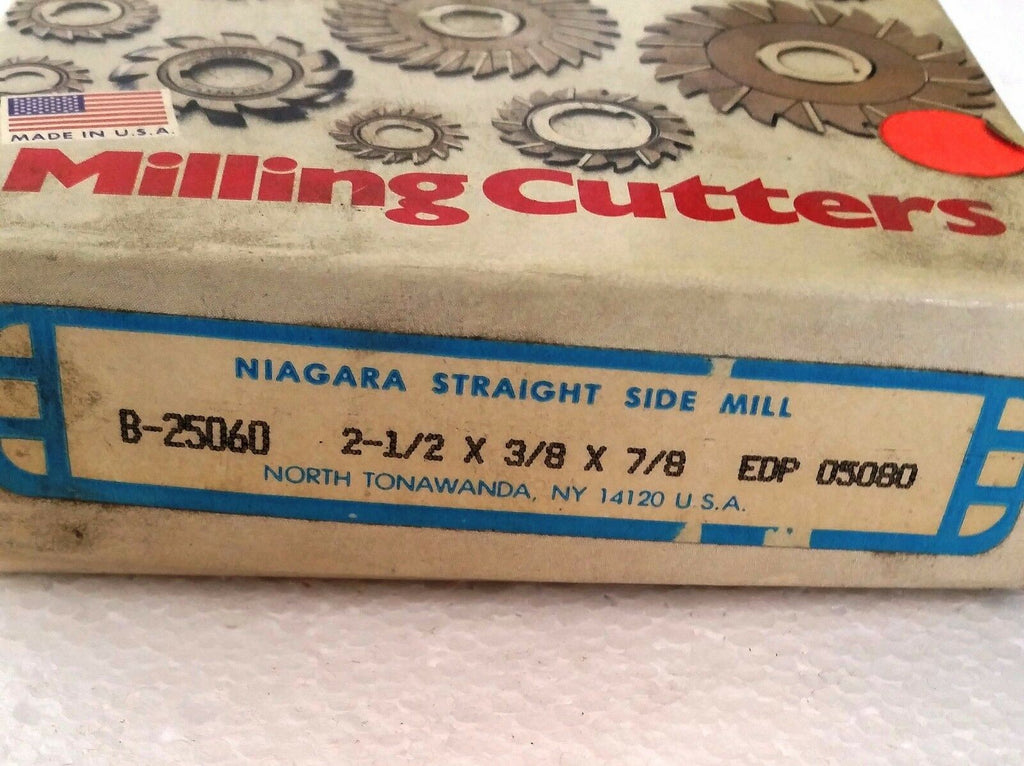 MADE IN U.S.A.
Milling Cutters
NIAGARA STRAIGHT SIDE MILL
B-25060 2-1/2 X 3/8 X 7/8 EDP 05080
NORTH TONAWANDA, NY 14120 U.S.A.